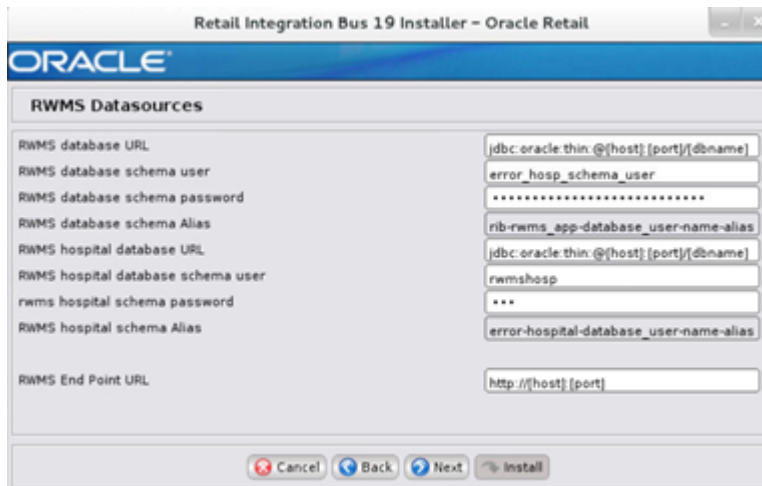 Retail Integration Bus 19 Installer – Oracle Retail
ORACLE®
RWMS Datasources
RWMS database URL jdbc:oracle:thin:@[host]:[port]/[dbname]
RWMS database schema user error_hosp_schema_user
RWMS database schema password •••••••••••••••••••••••••••
RWMS database schema Alias rib-rwms_app-database_user-name-alias
RWMS hospital database URL jdbc:oracle:thin:@[host]:[port]/[dbname]
RWMS hospital database schema user rwmshosp
rwms hospital schema password •••
RWMS hospital schema Alias error-hospital-database_user-name-alias
RWMS End Point URL http://[host]:[port]
Cancel Back Next Install